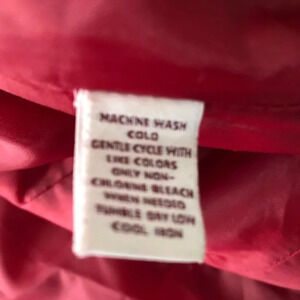 MACHINE WASH
COLD
GENTLE CYCLE WITH
LIKE COLORS
ONLY NON-
CHLORINE BLEACH
WHEN NEEDED
TUMBLE DRY LOW
COOL IRON